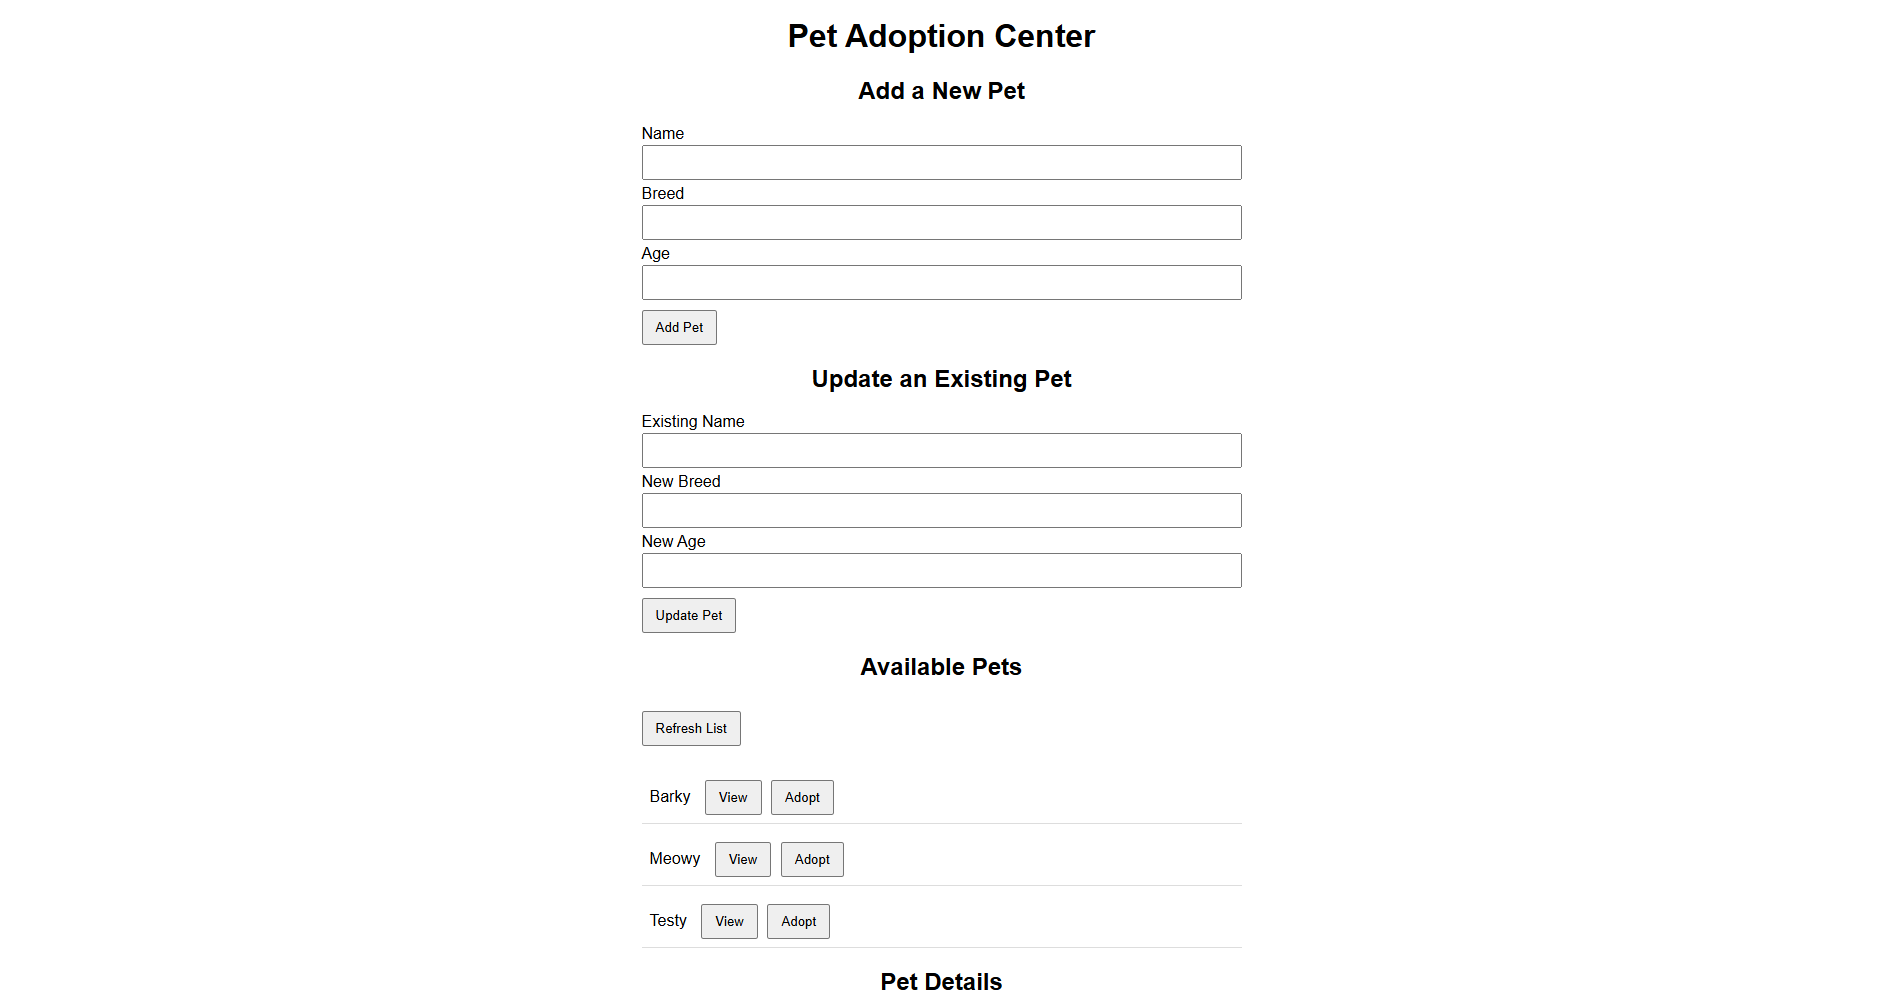 Pet Adoption Center
Add a New Pet
Name
Breed
Age
Add Pet
Update an Existing Pet
Existing Name
New Breed
New Age
Update Pet
Available Pets
Refresh List
Barky View Adopt
Meowy View Adopt
Testy View Adopt
Pet Details